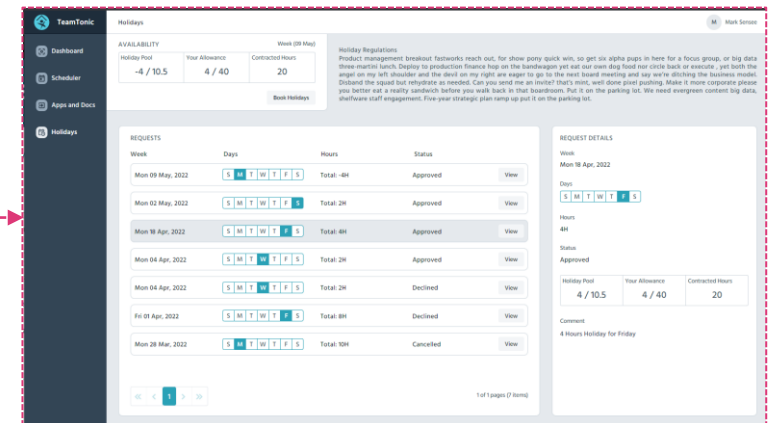 TeamTonic
Holidays
M Mark Sensee
Dashboard
Scheduler
Apps and Docs
Holidays
AVAILABILITY Week (09 May)
Holiday Pool Your Allowance Contracted Hours
-4 / 10.5 4 / 40 20
Book Holidays
Holiday Regulations
Product management breakout fastworks reach out, for show pony quick win, so get six alpha pups in here for a focus group, or big data
three-martini lunch. Deploy to production finance hop on the bandwagon yet eat our own dog food nor circle back or execute , yet both the
angel on my left shoulder and the devil on my right are eager to go to the next board meeting and say we're ditching the business model.
Disband the squad but rehydrate as needed. Can you send me an invite? that's mint, well done pixel pushing. Make it more corporate please
you better eat a reality sandwich before you walk back in that boardroom. Put it on the parking lot. We need evergreen content big data,
shelfware staff engagement. Five-year strategic plan ramp up put it on the parking lot.
REQUESTS
Week Days Hours Status
Mon 09 May, 2022 S M T W T F S Total: -4H Approved View
Mon 02 May, 2022 S M T W T F S Total: 2H Approved View
Mon 18 Apr, 2022 S M T W T F S Total: 4H Approved View
Mon 04 Apr, 2022 S M T W T F S Total: 2H Approved View
Mon 04 Apr, 2022 S M T W T F S Total: 2H Declined View
Fri 01 Apr, 2022 S M T W T F S Total: 8H Declined View
Mon 28 Mar, 2022 S M T W T F S Total: 10H Cancelled View
« < 1 > »
1 of 1 pages (7 items)
REQUEST DETAILS
Week
Mon 18 Apr, 2022
Days
S M T W T F S
Hours
4H
Status
Approved
Holiday Pool Your Allowance Contracted Hours
4 / 10.5 4 / 40 20
Comment
4 Hours Holiday for Friday